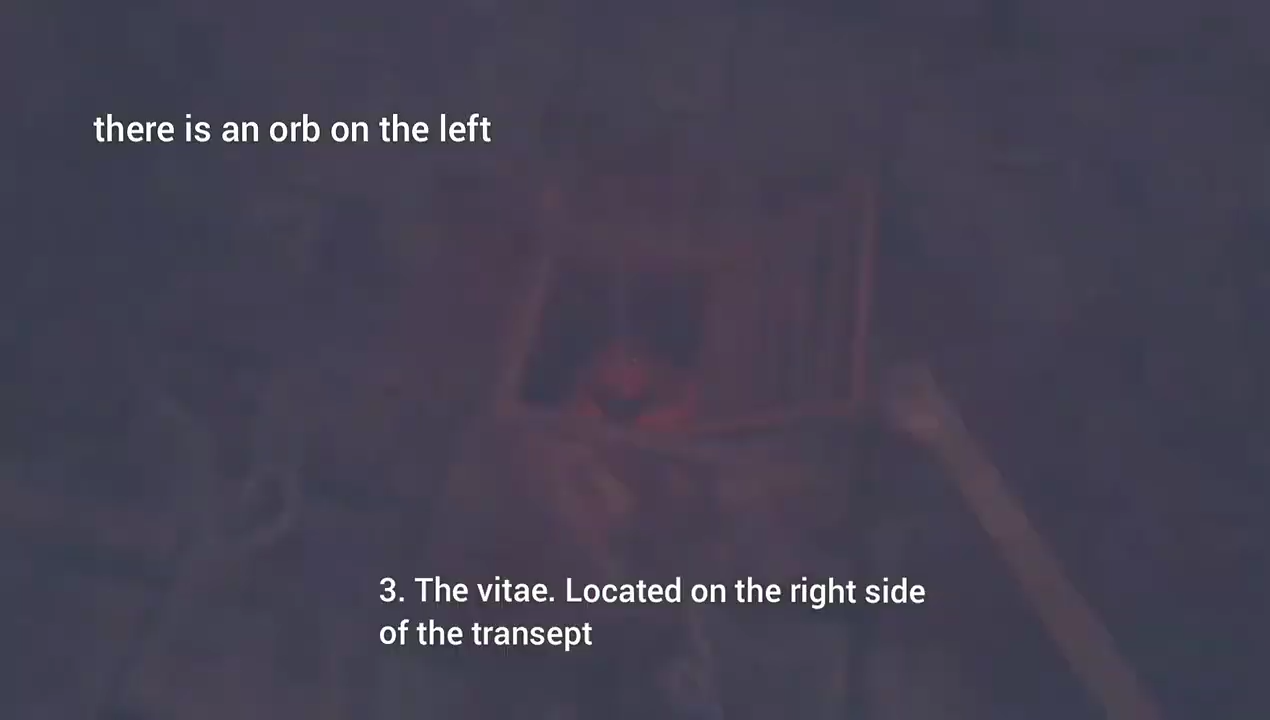 there is an orb on the left
3. The vitae. Located on the right side
of the transept